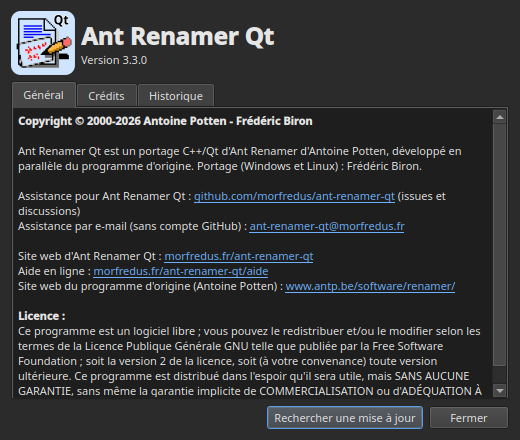 Qt
Ant Renamer Qt
Version 3.3.0
Général
Crédits
Historique
Copyright © 2000-2026 Antoine Potten - Frédéric Biron
Ant Renamer Qt est un portage C++/Qt d'Ant Renamer d'Antoine Potten, développé en
parallèle du programme d'origine. Portage (Windows et Linux) : Frédéric Biron.
Assistance pour Ant Renamer Qt : github.com/morfredus/ant-renamer-qt (issues et
discussions)
Assistance par e-mail (sans compte GitHub) : ant-renamer-qt@morfredus.fr
Site web d'Ant Renamer Qt : morfredus.fr/ant-renamer-qt
Aide en ligne : morfredus.fr/ant-renamer-qt/aide
Site web du programme d'origine (Antoine Potten) : www.antp.be/software/renamer/
Licence :
Ce programme est un logiciel libre ; vous pouvez le redistribuer et/ou le modifier selon les
termes de la Licence Publique Générale GNU telle que publiée par la Free Software
Foundation ; soit la version 2 de la licence, soit (à votre convenance) toute version
ultérieure. Ce programme est distribué dans l'espoir qu'il sera utile, mais SANS AUCUNE
GARANTIE, sans même la garantie implicite de COMMERCIALISATION ou d'ADÉQUATION À
Rechercher une mise à jour
Fermer